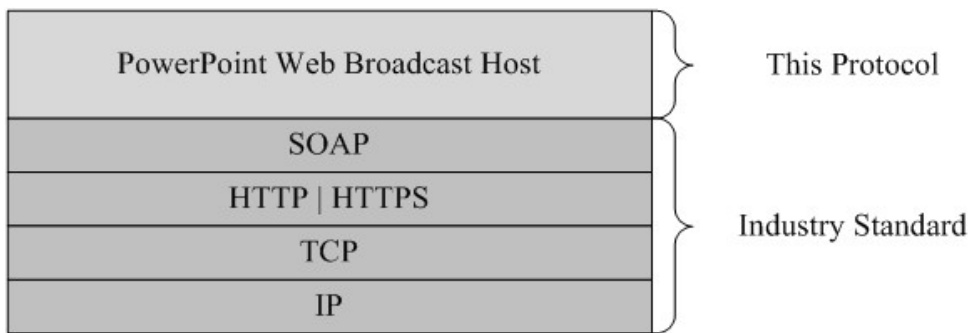 PowerPoint Web Broadcast Host
This Protocol
SOAP
HTTP | HTTPS
TCP
IP
Industry Standard